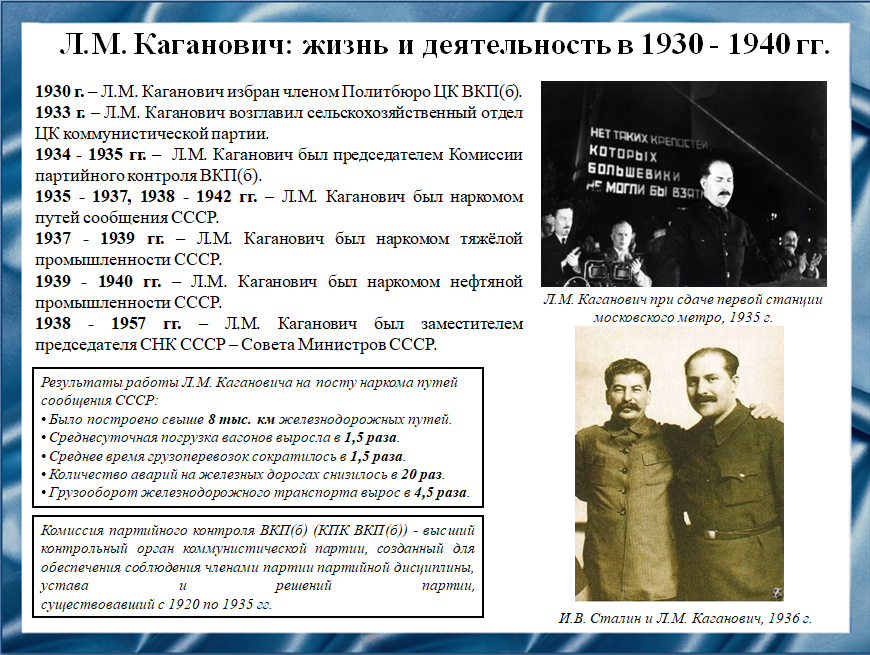 Л.М. Каганович: жизнь и деятельность в 1930 - 1940 гг.
1930 г. – Л.М. Каганович избран членом Политбюро ЦК ВКП(б).
1933 г. – Л.М. Каганович возглавил сельскохозяйственный отдел
ЦК коммунистической партии.
1934 - 1935 гг. – Л.М. Каганович был председателем Комиссии
партийного контроля ВКП(б).
1935 - 1937, 1938 - 1942 гг. – Л.М. Каганович был наркомом
путей сообщения СССР.
1937 - 1939 гг. – Л.М. Каганович был наркомом тяжёлой
промышленности СССР.
1939 - 1940 гг. – Л.М. Каганович был наркомом нефтяной
промышленности СССР.
1938 - 1957 гг. – Л.М. Каганович был заместителем
председателя СНК СССР – Совета Министров СССР.
Результаты работы Л.М. Кагановича на посту наркома путей
сообщения СССР:
• Было построено свыше 8 тыс. км железнодорожных путей.
• Среднесуточная погрузка вагонов выросла в 1,5 раза.
• Среднее время грузоперевозок сократилось в 1,5 раза.
• Количество аварий на железных дорогах снизилось в 20 раз.
• Грузооборот железнодорожного транспорта вырос в 4,5 раза.
Комиссия партийного контроля ВКП(б) (КПК ВКП(б)) - высший
контрольный орган коммунистической партии, созданный для
обеспечения соблюдения членами партии партийной дисциплины,
устава и решений партии,
существовавший с 1920 по 1935 гг.
НЕТ ТАКИХ КРЕПОСТЕЙ
КОТОРЫХ
БОЛЬШЕВИКИ
НЕ МОГЛИ БЫ ВЗЯТ
Л.М. Каганович при сдаче первой станции
московского метро, 1935 г.
И.В. Сталин и Л.М. Каганович, 1936 г.